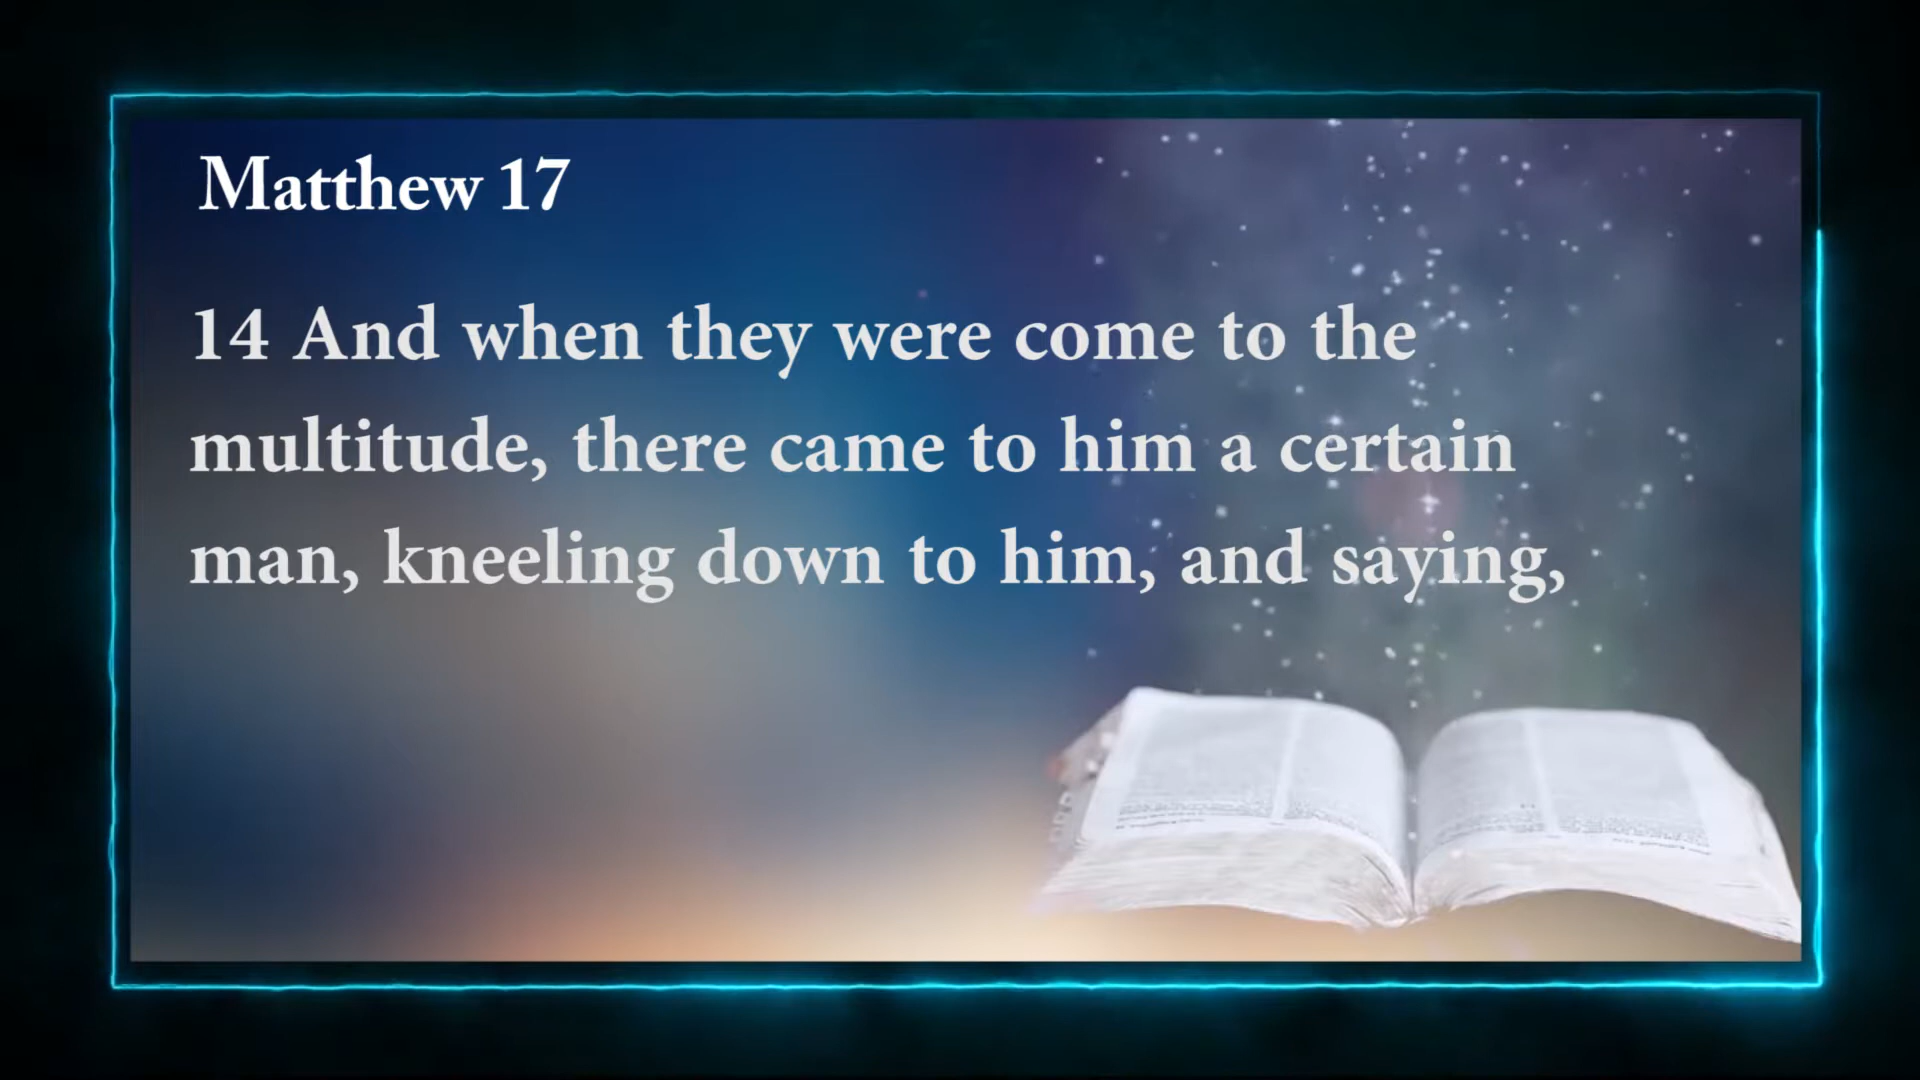 Matthew 17
14 And when they were come to the
multitude, there came to him a certain
man, kneeling down to him, and saying,